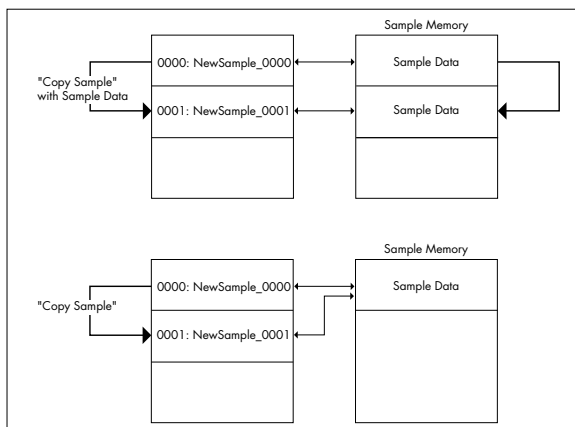 Sample Memory
0000: NewSample_0000
Sample Data
"Copy Sample"
with Sample Data
0001: NewSample_0001
Sample Data
Sample Memory
0000: NewSample_0000
Sample Data
"Copy Sample"
0001: NewSample_0001